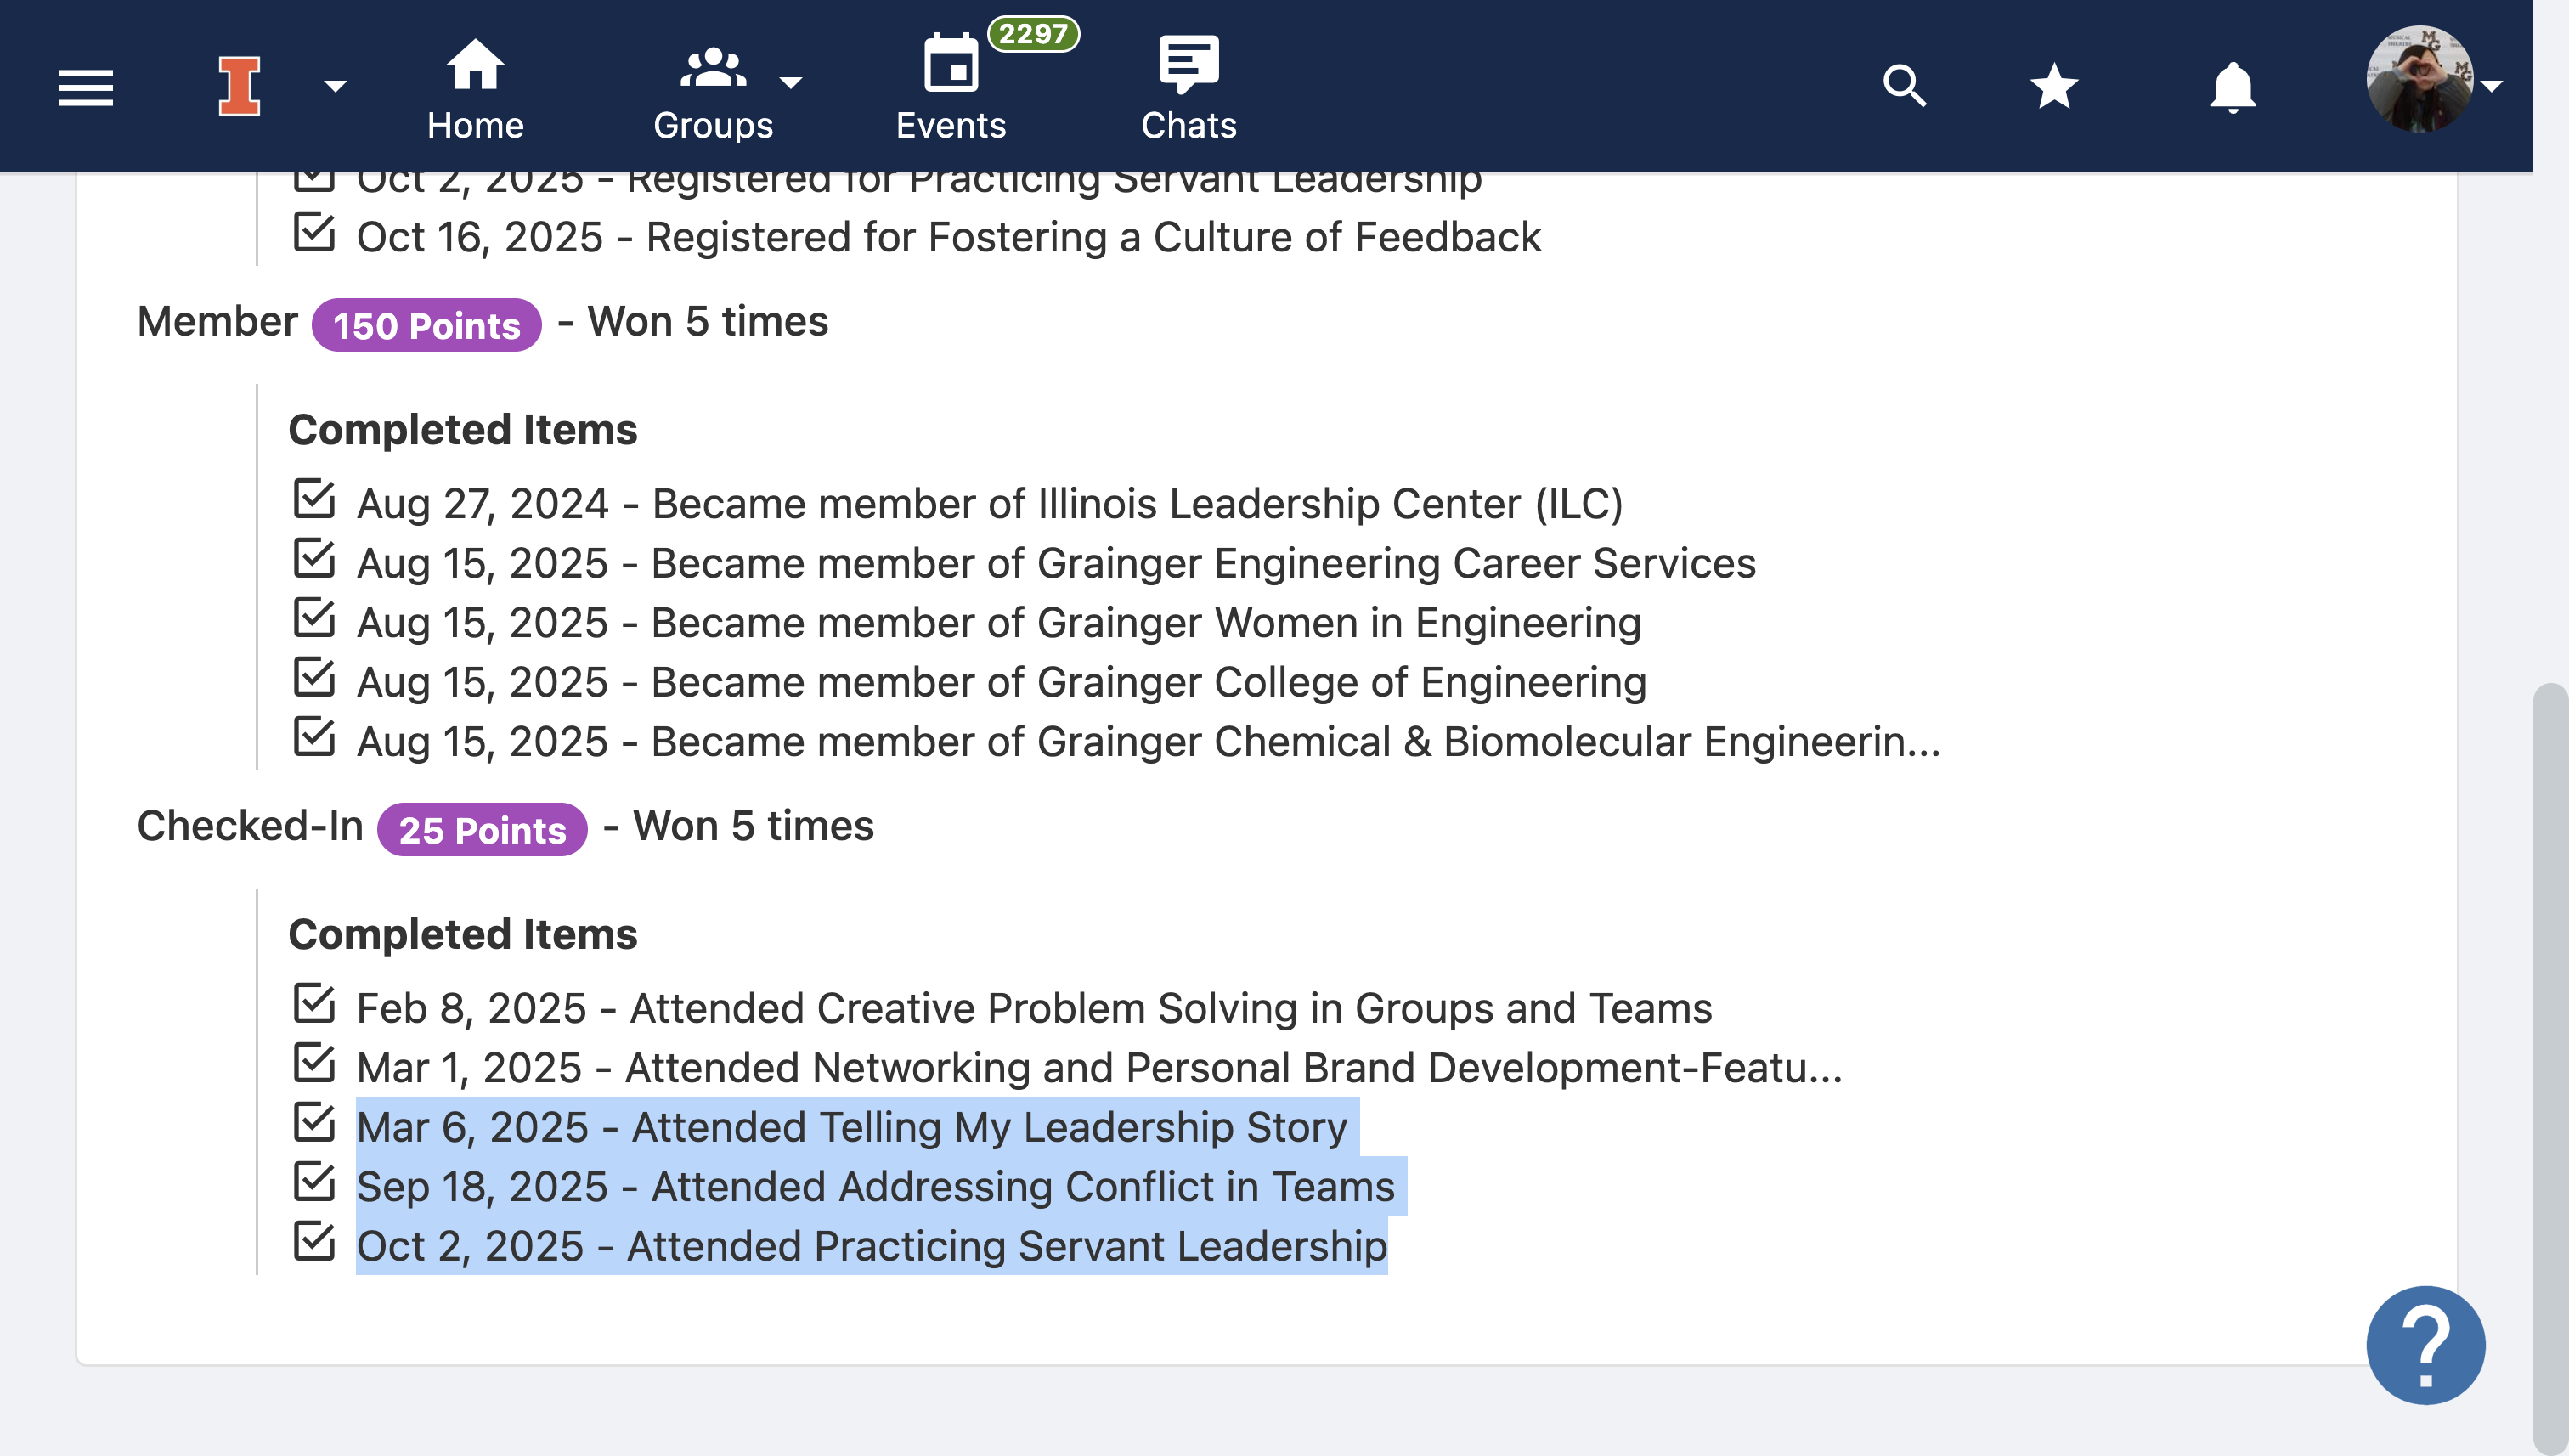 2297
Home
Groups
Events
Chats
Oct 2, 2025 - Registered for Practicing Servant Leadership
Oct 16, 2025 - Registered for Fostering a Culture of Feedback
Member 150 Points - Won 5 times
Completed Items
Aug 27, 2024 - Became member of Illinois Leadership Center (ILC)
Aug 15, 2025 - Became member of Grainger Engineering Career Services
Aug 15, 2025 - Became member of Grainger Women in Engineering
Aug 15, 2025 - Became member of Grainger College of Engineering
Aug 15, 2025 - Became member of Grainger Chemical & Biomolecular Engineerin...
Checked-In 25 Points - Won 5 times
Completed Items
Feb 8, 2025 - Attended Creative Problem Solving in Groups and Teams
Mar 1, 2025 - Attended Networking and Personal Brand Development-Featu...
Mar 6, 2025 - Attended Telling My Leadership Story
Sep 18, 2025 - Attended Addressing Conflict in Teams
Oct 2, 2025 - Attended Practicing Servant Leadership
?